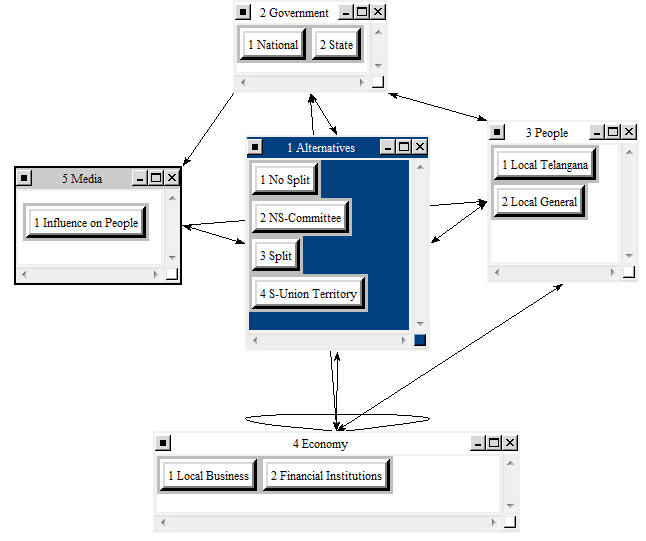 2 Government
1 National
2 State
3 People
1 Local Telangana
2 Local General
1 Alternatives
1 No Split
2 NS-Committee
3 Split
4 S-Union Territory
5 Media
1 Influence on People
4 Economy
1 Local Business
2 Financial Institutions